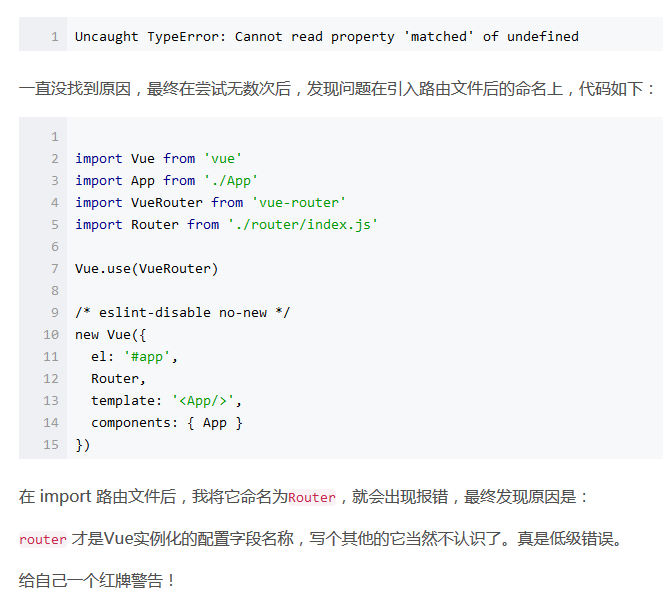 1 Uncaught TypeError: Cannot read property 'matched' of undefined
一直没找到原因，最终在尝试无数次后，发现问题在引入路由文件后的命名上，代码如下：
1
2 import Vue from 'vue'
3 import App from './App'
4 import VueRouter from 'vue-router'
5 import Router from './router/index.js'
6
7 Vue.use(VueRouter)
8
9 /* eslint-disable no-new */
10 new Vue({
11   el: '#app',
12   Router,
13   template: '<App/>',
14   components: { App }
15 })
在 import 路由文件后，我将它命名为Router，就会出现报错，最终发现原因是：
router 才是Vue实例化的配置字段名称，写个其他的它当然不认识了。真是低级错误。
给自己一个红牌警告！